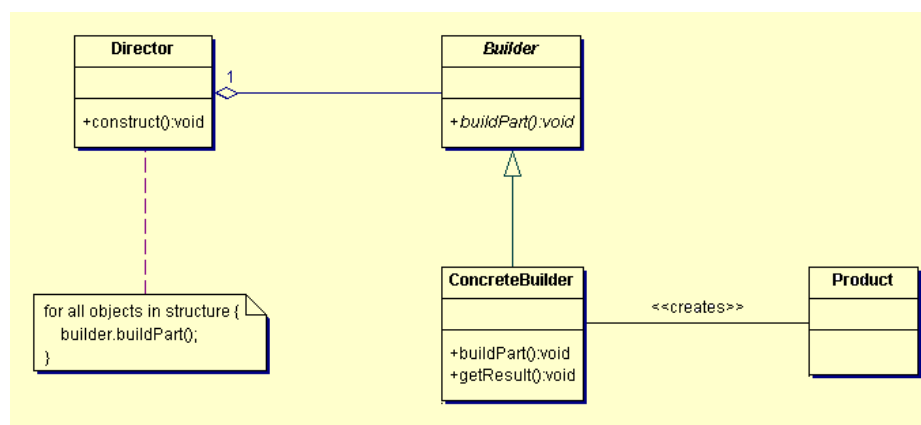 Director
+construct():void
1
Builder
+buildPart():void
for all objects in structure {
builder.buildPart();
}
ConcreteBuilder
+buildPart():void
+getResult():void
<<creates>>
Product